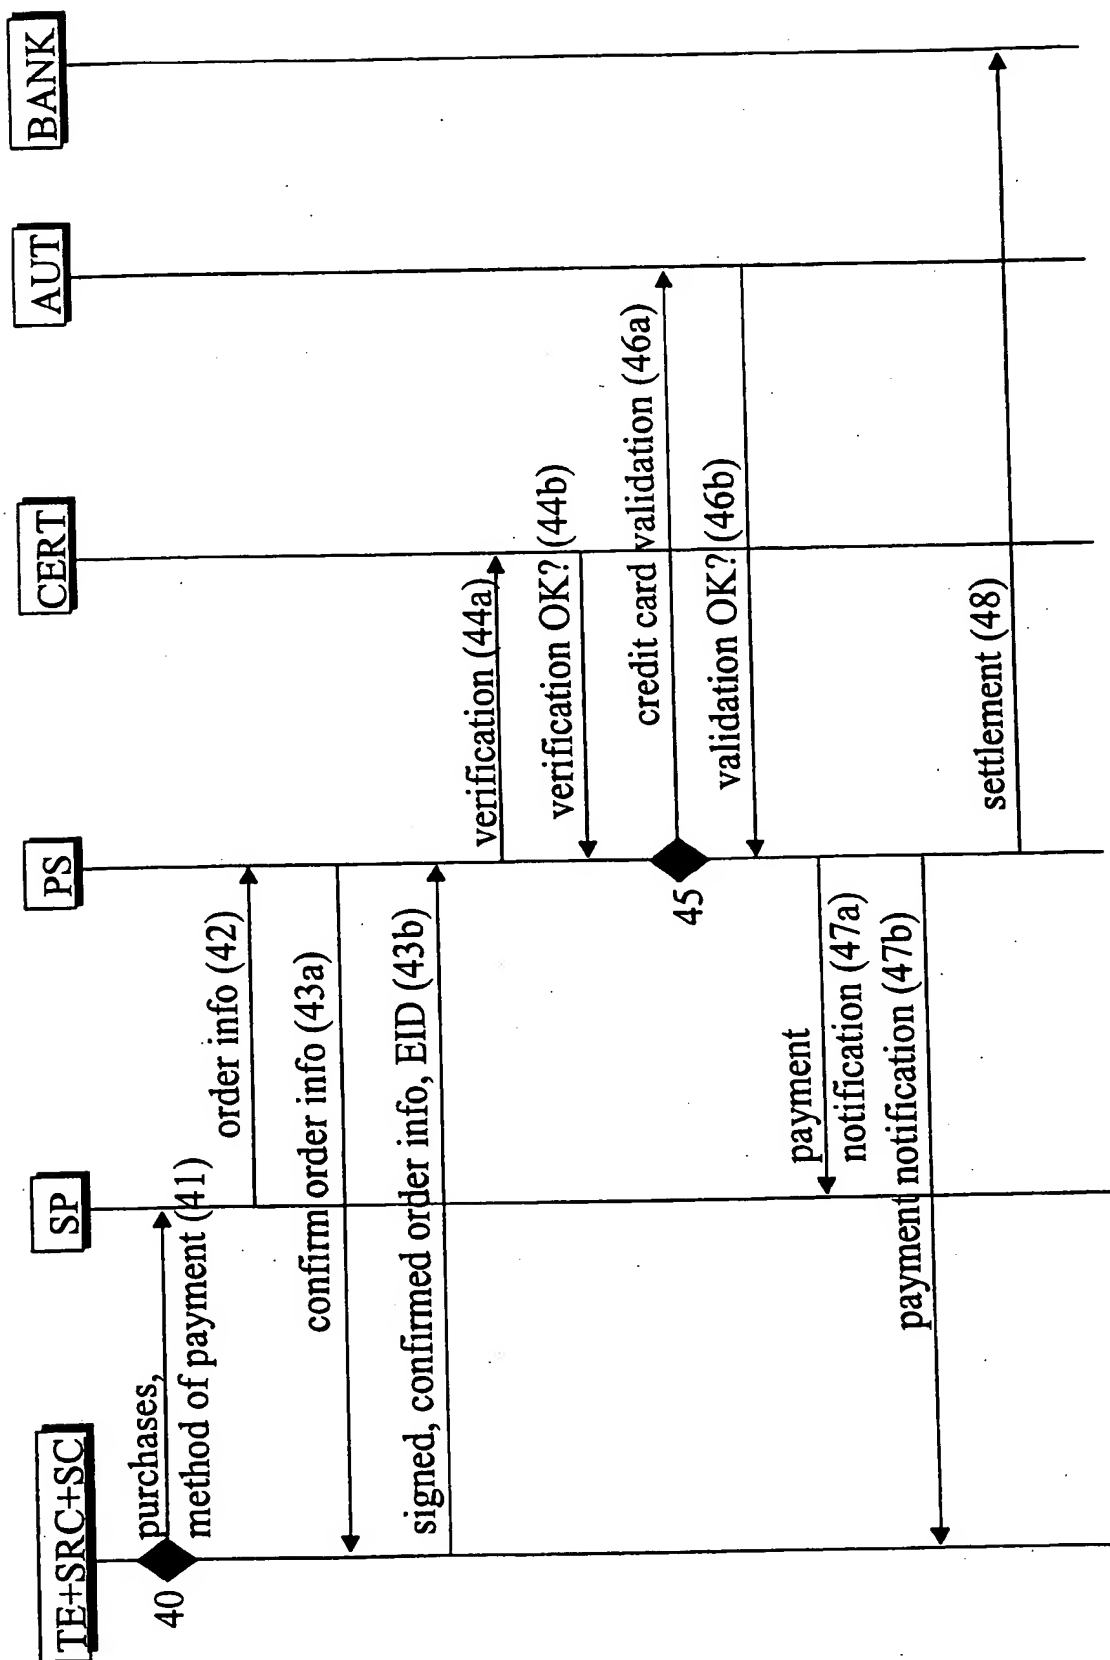 TE+SRC+SC
SP
PS
CERT
AUT
BANK
40
purchases,
method of payment (41)
order info (42)
confirm order info (43a)
signed, confirmed order info, EID (43b)
verification (44a)
verification OK? (44b)
45
credit card validation (46a)
validation OK? (46b)
payment
notification (47a)
payment notification (47b)
settlement (48)